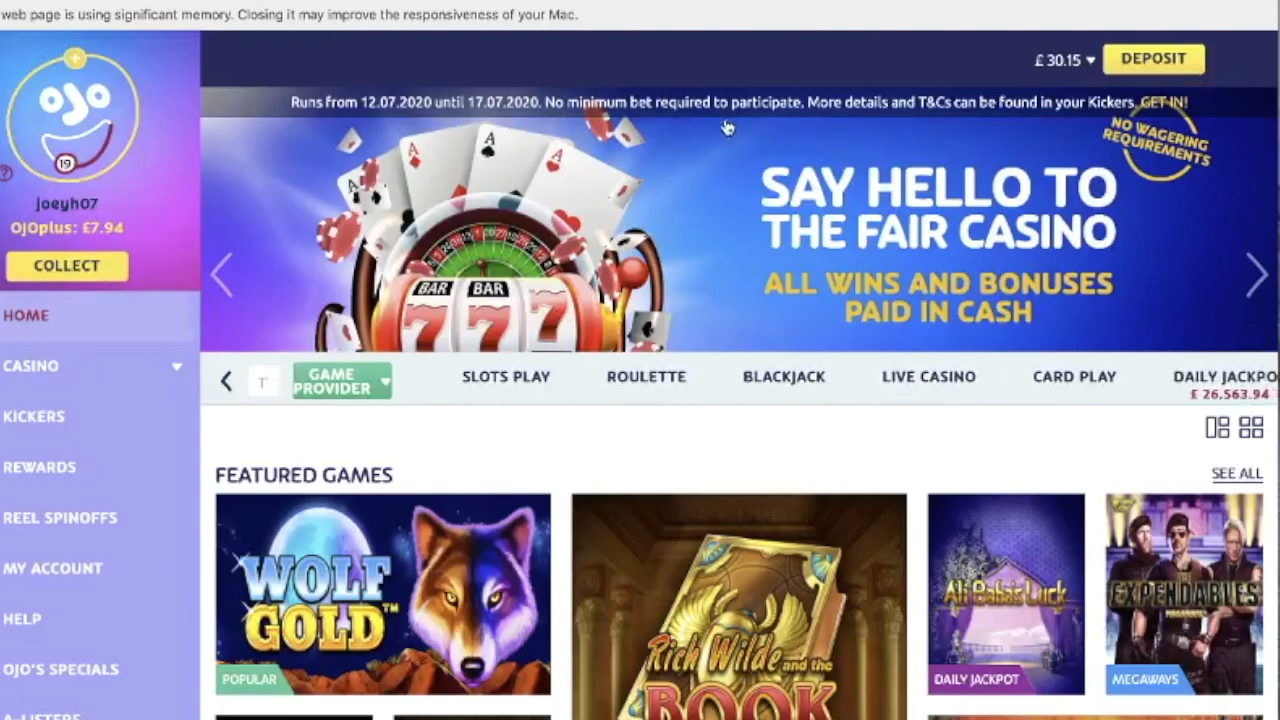 web page is using significant memory. Closing it may improve the responsiveness of your Mac.
£ 30.15
DEPOSIT
Runs from 12.07.2020 until 17.07.2020. No minimum bet required to participate. More details and T&Cs can be found in your Kickers. GET IN!
NO WAGERING
REQUIREMENTS
OJO
19
joeyh07
OJOplus: £7.94
COLLECT
SAY HELLO TO
THE FAIR CASINO
ALL WINS AND BONUSES
PAID IN CASH
A A A A
BAR BAR
7 7 7
HOME
CASINO
KICKERS
REWARDS
REEL SPINOFFS
MY ACCOUNT
HELP
OJO'S SPECIALS
A-LISTERS
T
GAME
PROVIDER
SLOTS PLAY
ROULETTE
BLACKJACK
LIVE CASINO
CARD PLAY
DAILY JACKPO
£ 26,563.94
FEATURED GAMES
SEE ALL
WOLF
GOLD™
POPULAR
Rich Wilde and the
BOOK
Ali Baba's Luck
DAILY JACKPOT
THE
EXPENDABLES
MEGAWAYS